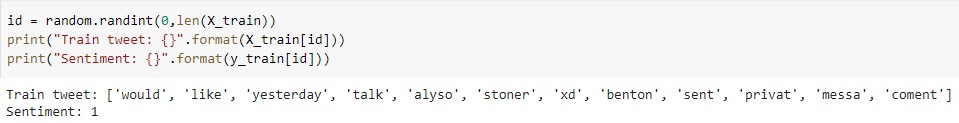 id = random.randint(0,len(X_train))
print("Train tweet: {}".format(X_train[id]))
print("Sentiment: {}".format(y_train[id]))
Train tweet: ['would', 'like', 'yesterday', 'talk', 'alyso', 'stoner', 'xd', 'benton', 'sent', 'privat', 'messa', 'coment']
Sentiment: 1